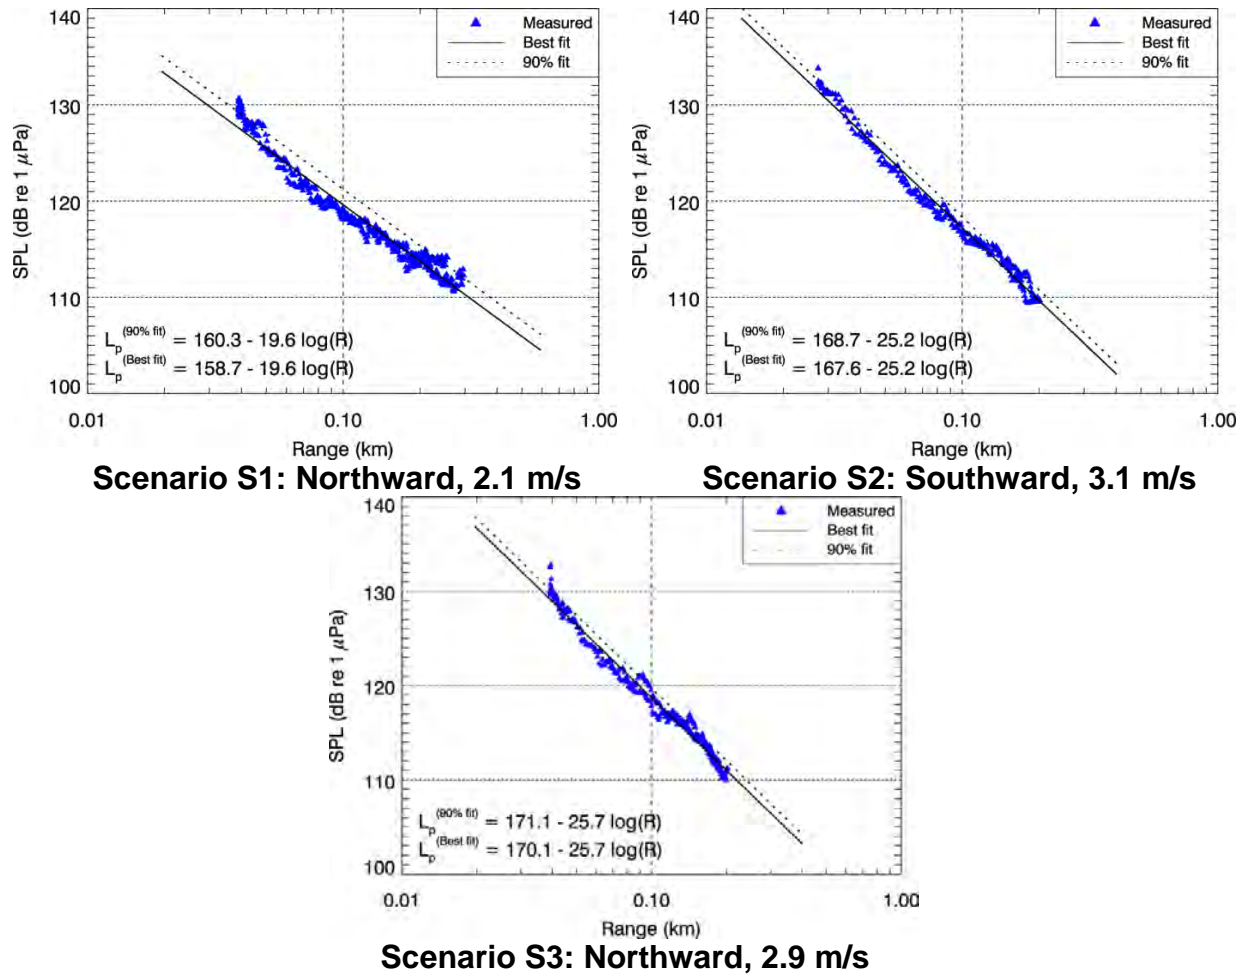 140
130
120
110
100
SPL (dB re 1 μPa)
Measured
Best fit
90% fit
L_p^(90% fit) = 160.3 - 19.6 log(R)
L_p^(Best fit) = 158.7 - 19.6 log(R)
0.01 0.10 1.00
Range (km)
Scenario S1: Northward, 2.1 m/s
140
130
120
110
100
SPL (dB re 1 μPa)
Measured
Best fit
90% fit
L_p^(90% fit) = 168.7 - 25.2 log(R)
L_p^(Best fit) = 167.6 - 25.2 log(R)
0.01 0.10 1.00
Range (km)
Scenario S2: Southward, 3.1 m/s
140
130
120
110
100
SPL (dB re 1 μPa)
Measured
Best fit
90% fit
L_p^(90% fit) = 171.1 - 25.7 log(R)
L_p^(Best fit) = 170.1 - 25.7 log(R)
0.01 0.10 1.00
Range (km)
Scenario S3: Northward, 2.9 m/s